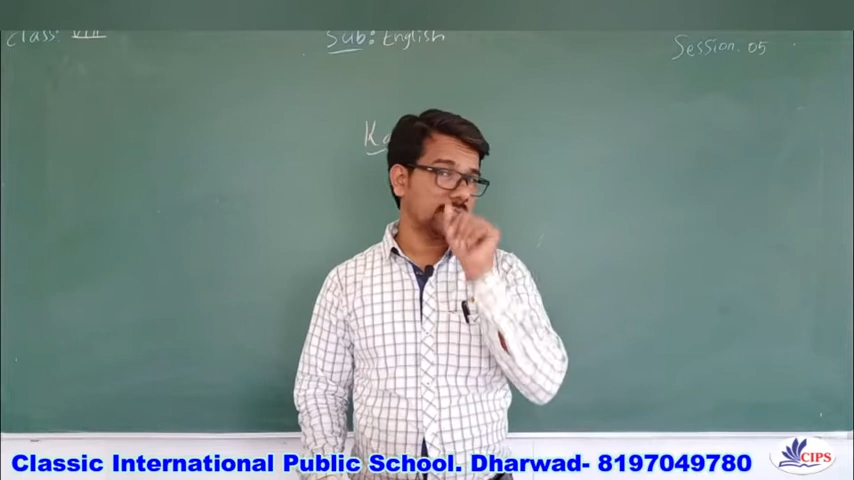 Class: VIII
Sub: English
Session. 05
Classic International Public School. Dharwad- 8197049780
CIPS